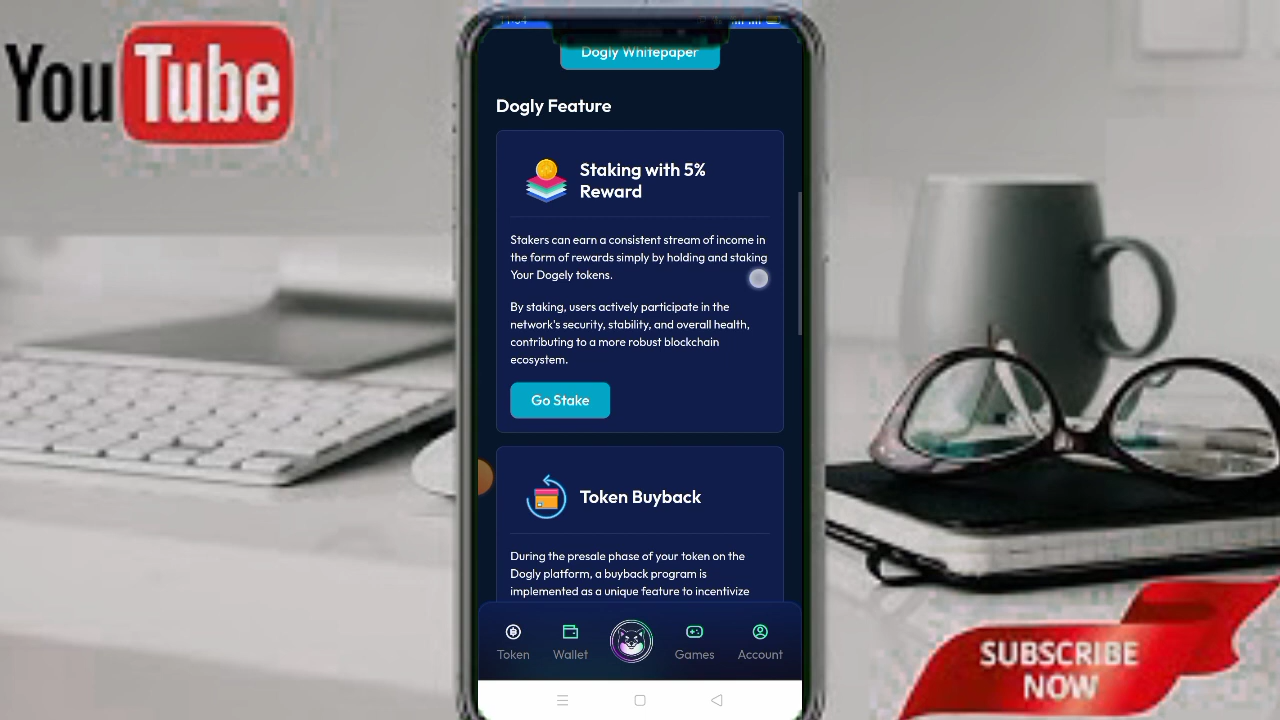 YouTube
Dogly Whitepaper
Dogly Feature
Staking with 5%
Reward
Stakers can earn a consistent stream of income in
the form of rewards simply by holding and staking
Your Dogely tokens.
By staking, users actively participate in the
network's security, stability, and overall health,
contributing to a more robust blockchain
ecosystem.
Go Stake
Token Buyback
During the presale phase of your token on the
Dogly platform, a buyback program is
implemented as a unique feature to incentivize
Token Wallet Games Account
SUBSCRIBE
NOW